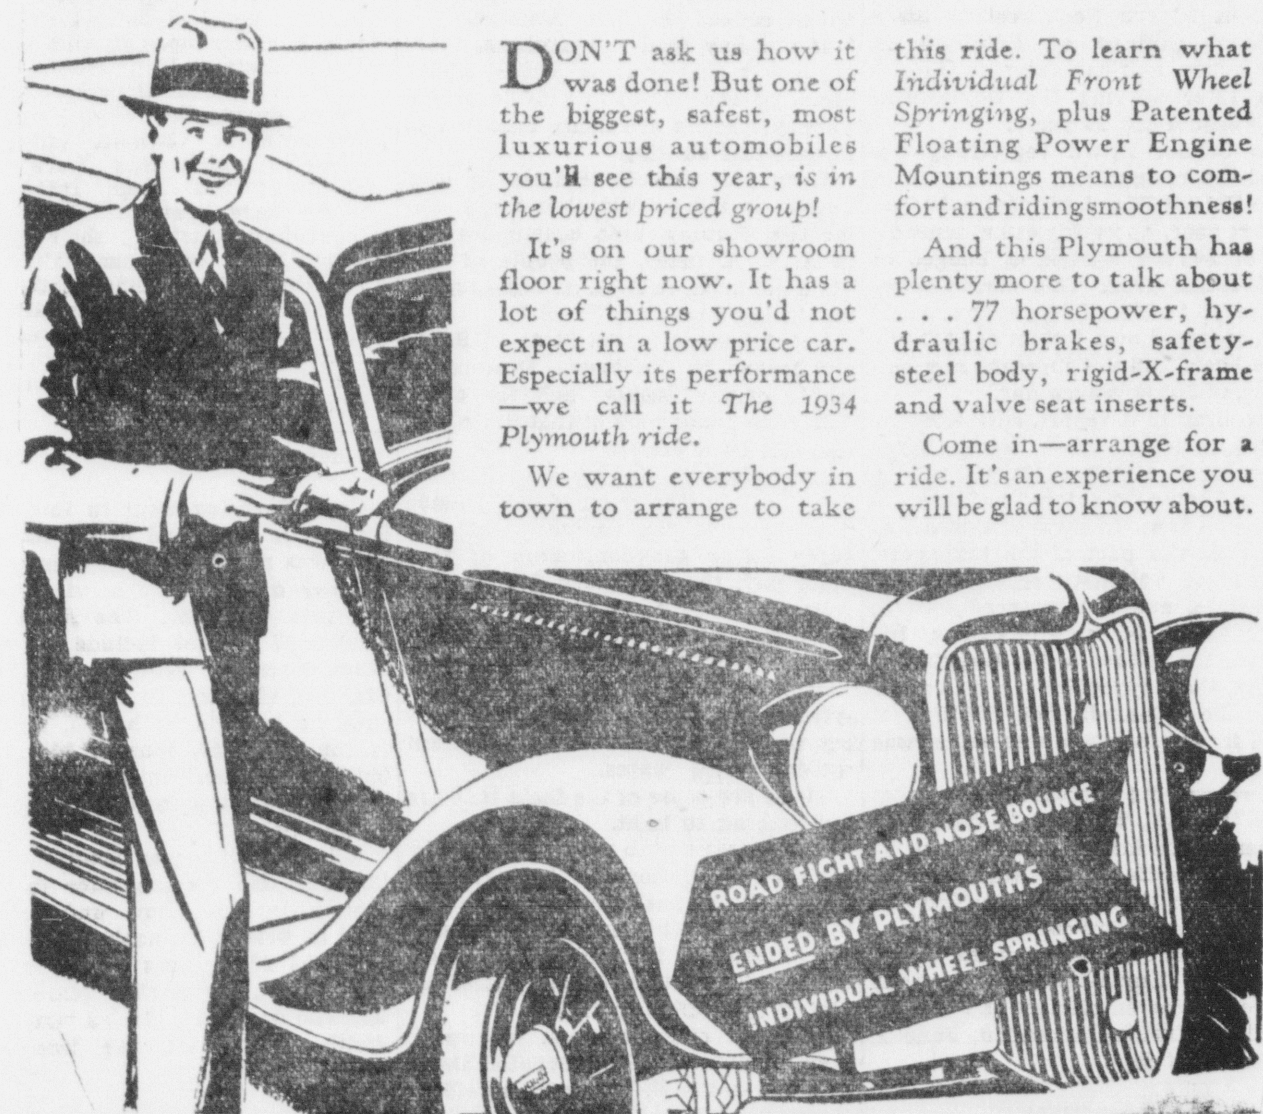 DON'T ask us how it
was done! But one of
the biggest, safest, most
luxurious automobiles
you'll see this year, is in
the lowest priced group!
It's on our showroom
floor right now. It has a
lot of things you'd not
expect in a low price car.
Especially its performance
—we call it The 1934
Plymouth ride.
We want everybody in
town to arrange to take
this ride. To learn what
Individual Front Wheel
Springing, plus Patented
Floating Power Engine
Mountings means to com-
fort and riding smoothness!
And this Plymouth has
plenty more to talk about
. . . 77 horsepower, hy-
draulic brakes, safety-
steel body, rigid-X-frame
and valve seat inserts.
Come in—arrange for a
ride. It's an experience you
will be glad to know about.
ROAD FIGHT AND NOSE BOUNCE
ENDED BY PLYMOUTH'S
INDIVIDUAL WHEEL SPRINGING